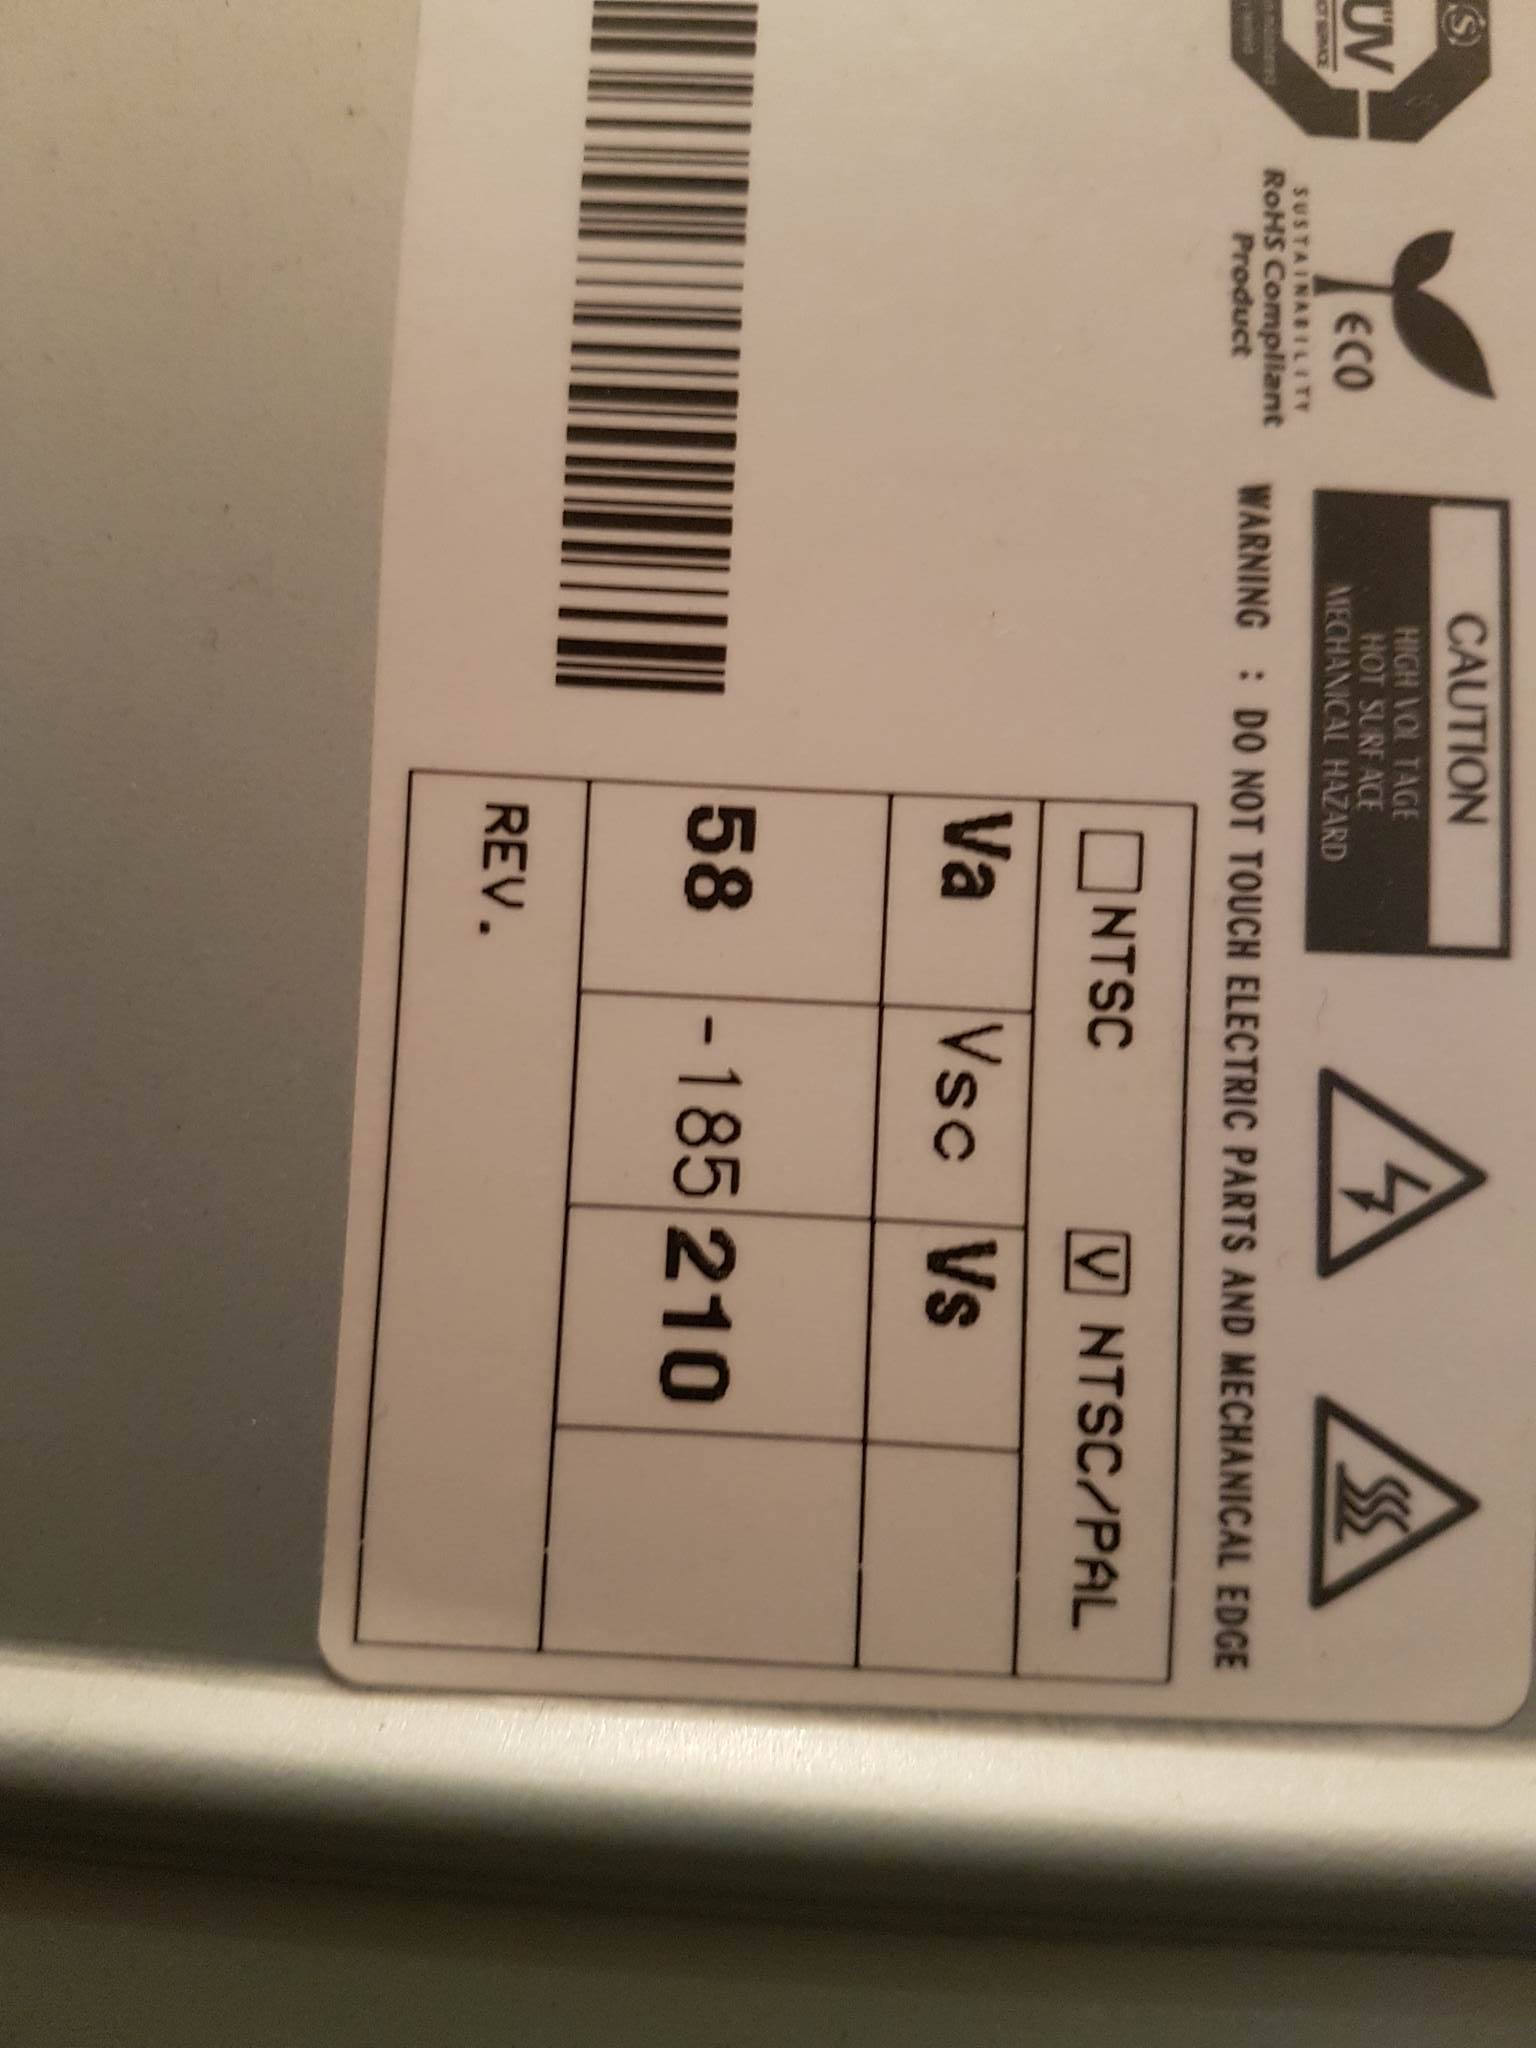 ÜV
SUSTAINABILITY
ECO
RoHS Compliant
Product
CAUTION
HIGH VOLTAGE
HOT SURFACE
MECHANICAL HAZARD
WARNING : DO NOT TOUCH ELECTRIC PARTS AND MECHANICAL EDGE
NTSC V NTSC/PAL
Va Vsc Vs
58 -185 210
REV.